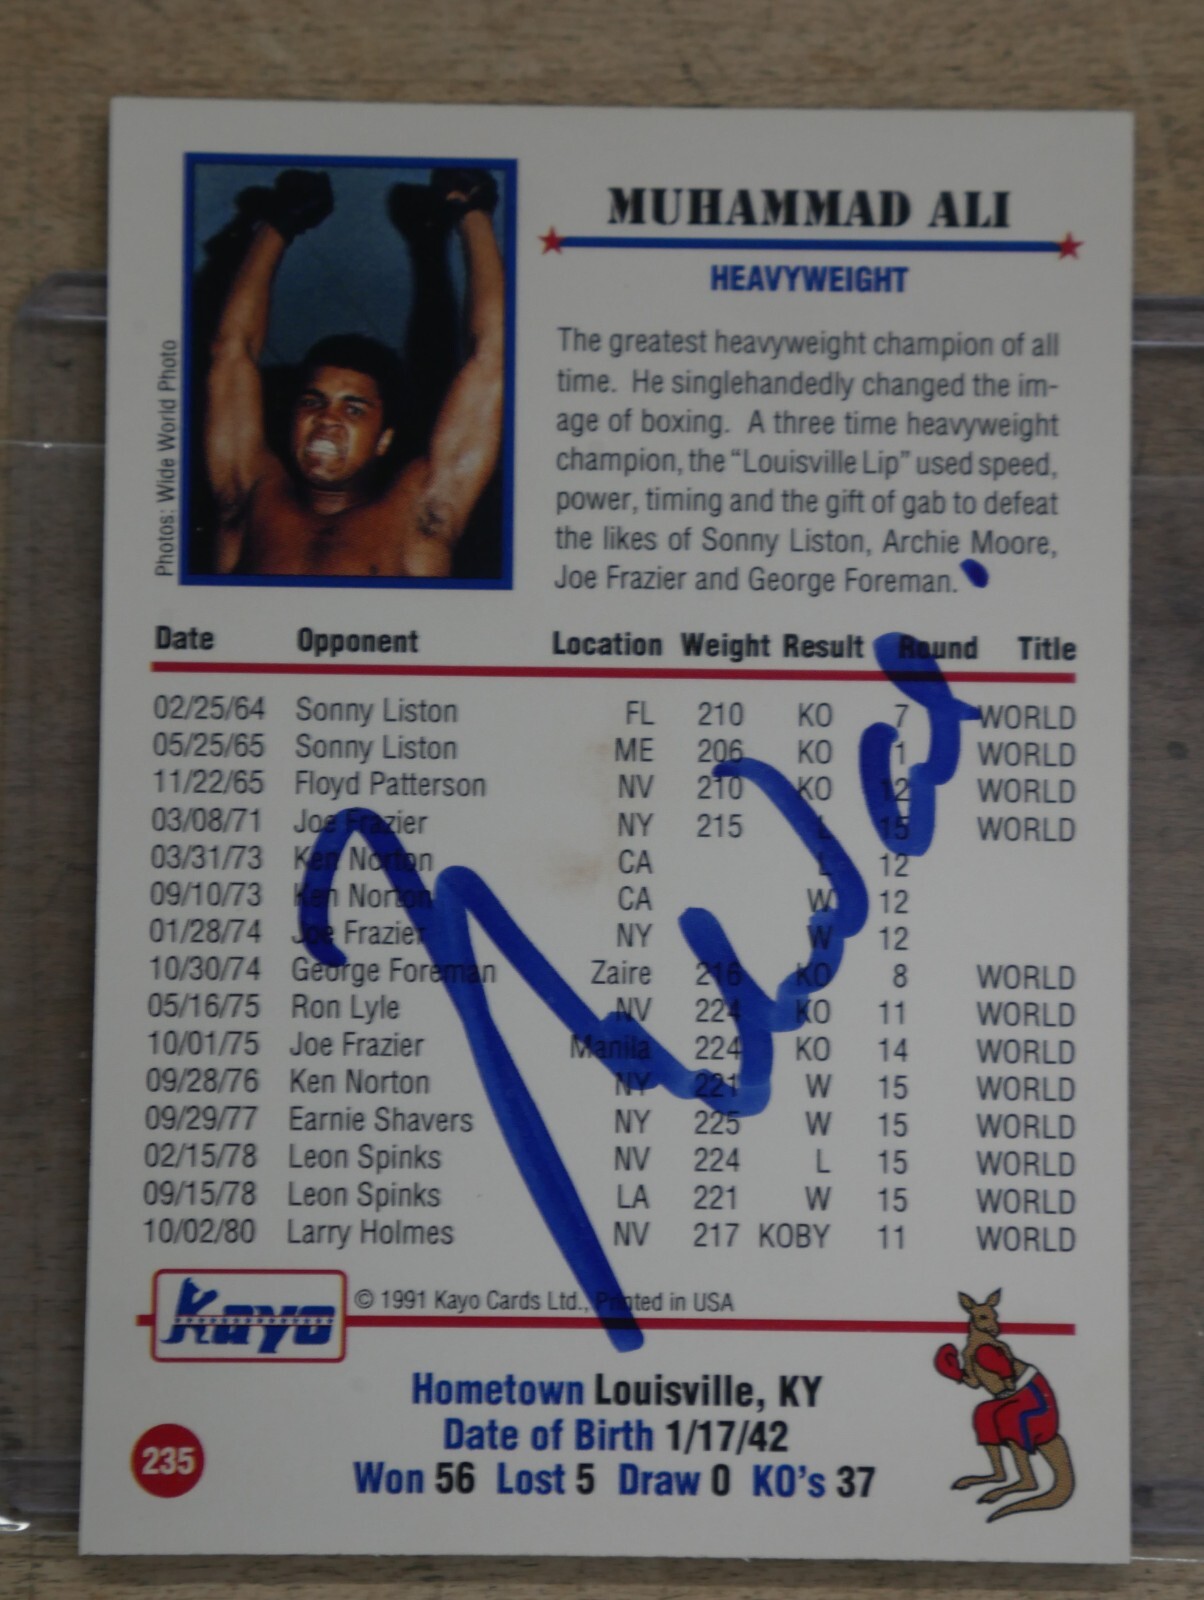 MUHAMMAD ALI
HEAVYWEIGHT
The greatest heavyweight champion of all
time. He singlehandedly changed the im-
age of boxing. A three time heavyweight
champion, the “Louisville Lip” used speed,
power, timing and the gift of gab to defeat
the likes of Sonny Liston, Archie Moore,
Joe Frazier and George Foreman.
Photos: Wide World Photo
Date Opponent Location Weight Result Round Title
02/25/64 Sonny Liston FL 210 KO 7 WORLD
05/25/65 Sonny Liston ME 206 KO 1 WORLD
11/22/65 Floyd Patterson NV 210 KO 12 WORLD
03/08/71 Joe Frazier NY 215 L 15 WORLD
03/31/73 Ken Norton CA L 12
09/10/73 Ken Norton CA W 12
01/28/74 Joe Frazier NY W 12
10/30/74 George Foreman Zaire 216 KO 8 WORLD
05/16/75 Ron Lyle NV 224 KO 11 WORLD
10/01/75 Joe Frazier Manila 224 KO 14 WORLD
09/28/76 Ken Norton NY 221 W 15 WORLD
09/29/77 Earnie Shavers NY 225 W 15 WORLD
02/15/78 Leon Spinks NV 224 L 15 WORLD
09/15/78 Leon Spinks LA 221 W 15 WORLD
10/02/80 Larry Holmes NV 217 KOBY 11 WORLD
Kayo
© 1991 Kayo Cards Ltd., Printed in USA
Hometown Louisville, KY
Date of Birth 1/17/42
Won 56 Lost 5 Draw 0 KO's 37
235